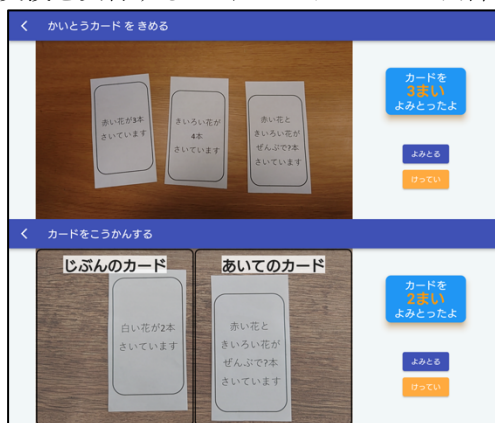 かいとうカード を きめる
赤い花が3本
さいています
きいろい花が
4本
さいています
赤い花と
きいろい花が
ぜんぶで7本
さいています
カードを
3まい
よみとったよ
よみとる
けってい
カードをこうかんする
じぶんのカード
あいてのカード
白い花が2本
さいています
赤い花と
きいろい花が
ぜんぶで7本
さいています
カードを
2まい
よみとったよ
よみとる
けってい